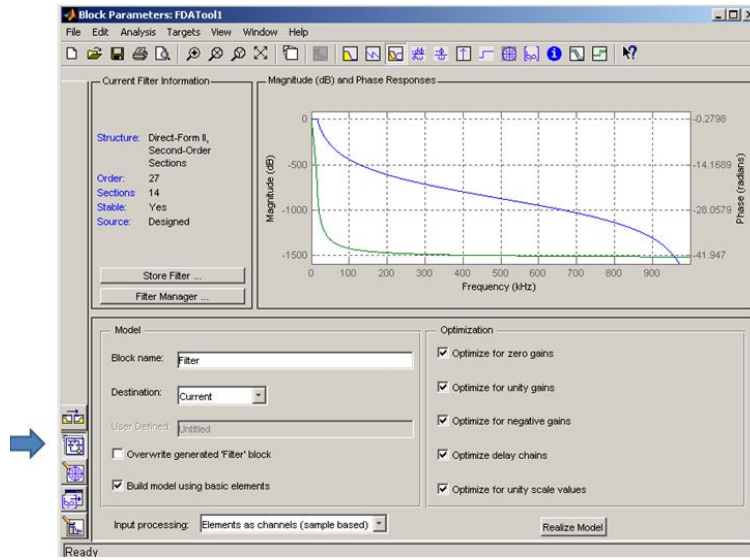 Block Parameters: FDATool1
File Edit Analysis Targets View Window Help
Current Filter Information
Structure: Direct-Form II,
Second-Order
Sections
Order: 27
Sections 14
Stable: Yes
Source: Designed
Store Filter ...
Filter Manager ...
Magnitude (dB) and Phase Responses
Magnitude (dB)
0
-500
-1000
-1500
0 100 200 300 400 500 600 700 800 900
Frequency (kHz)
-0.2798
-14.1689
-28.0579
-41.947
Phase (radians)
Model
Block name: Filter
Destination: Current
User Defined: Untitled
Overwrite generated 'Filter' block
Build model using basic elements
Input processing: Elements as channels (sample based)
Optimization
Optimize for zero gains
Optimize for unity gains
Optimize for negative gains
Optimize delay chains
Optimize for unity scale values
Realize Model
Ready